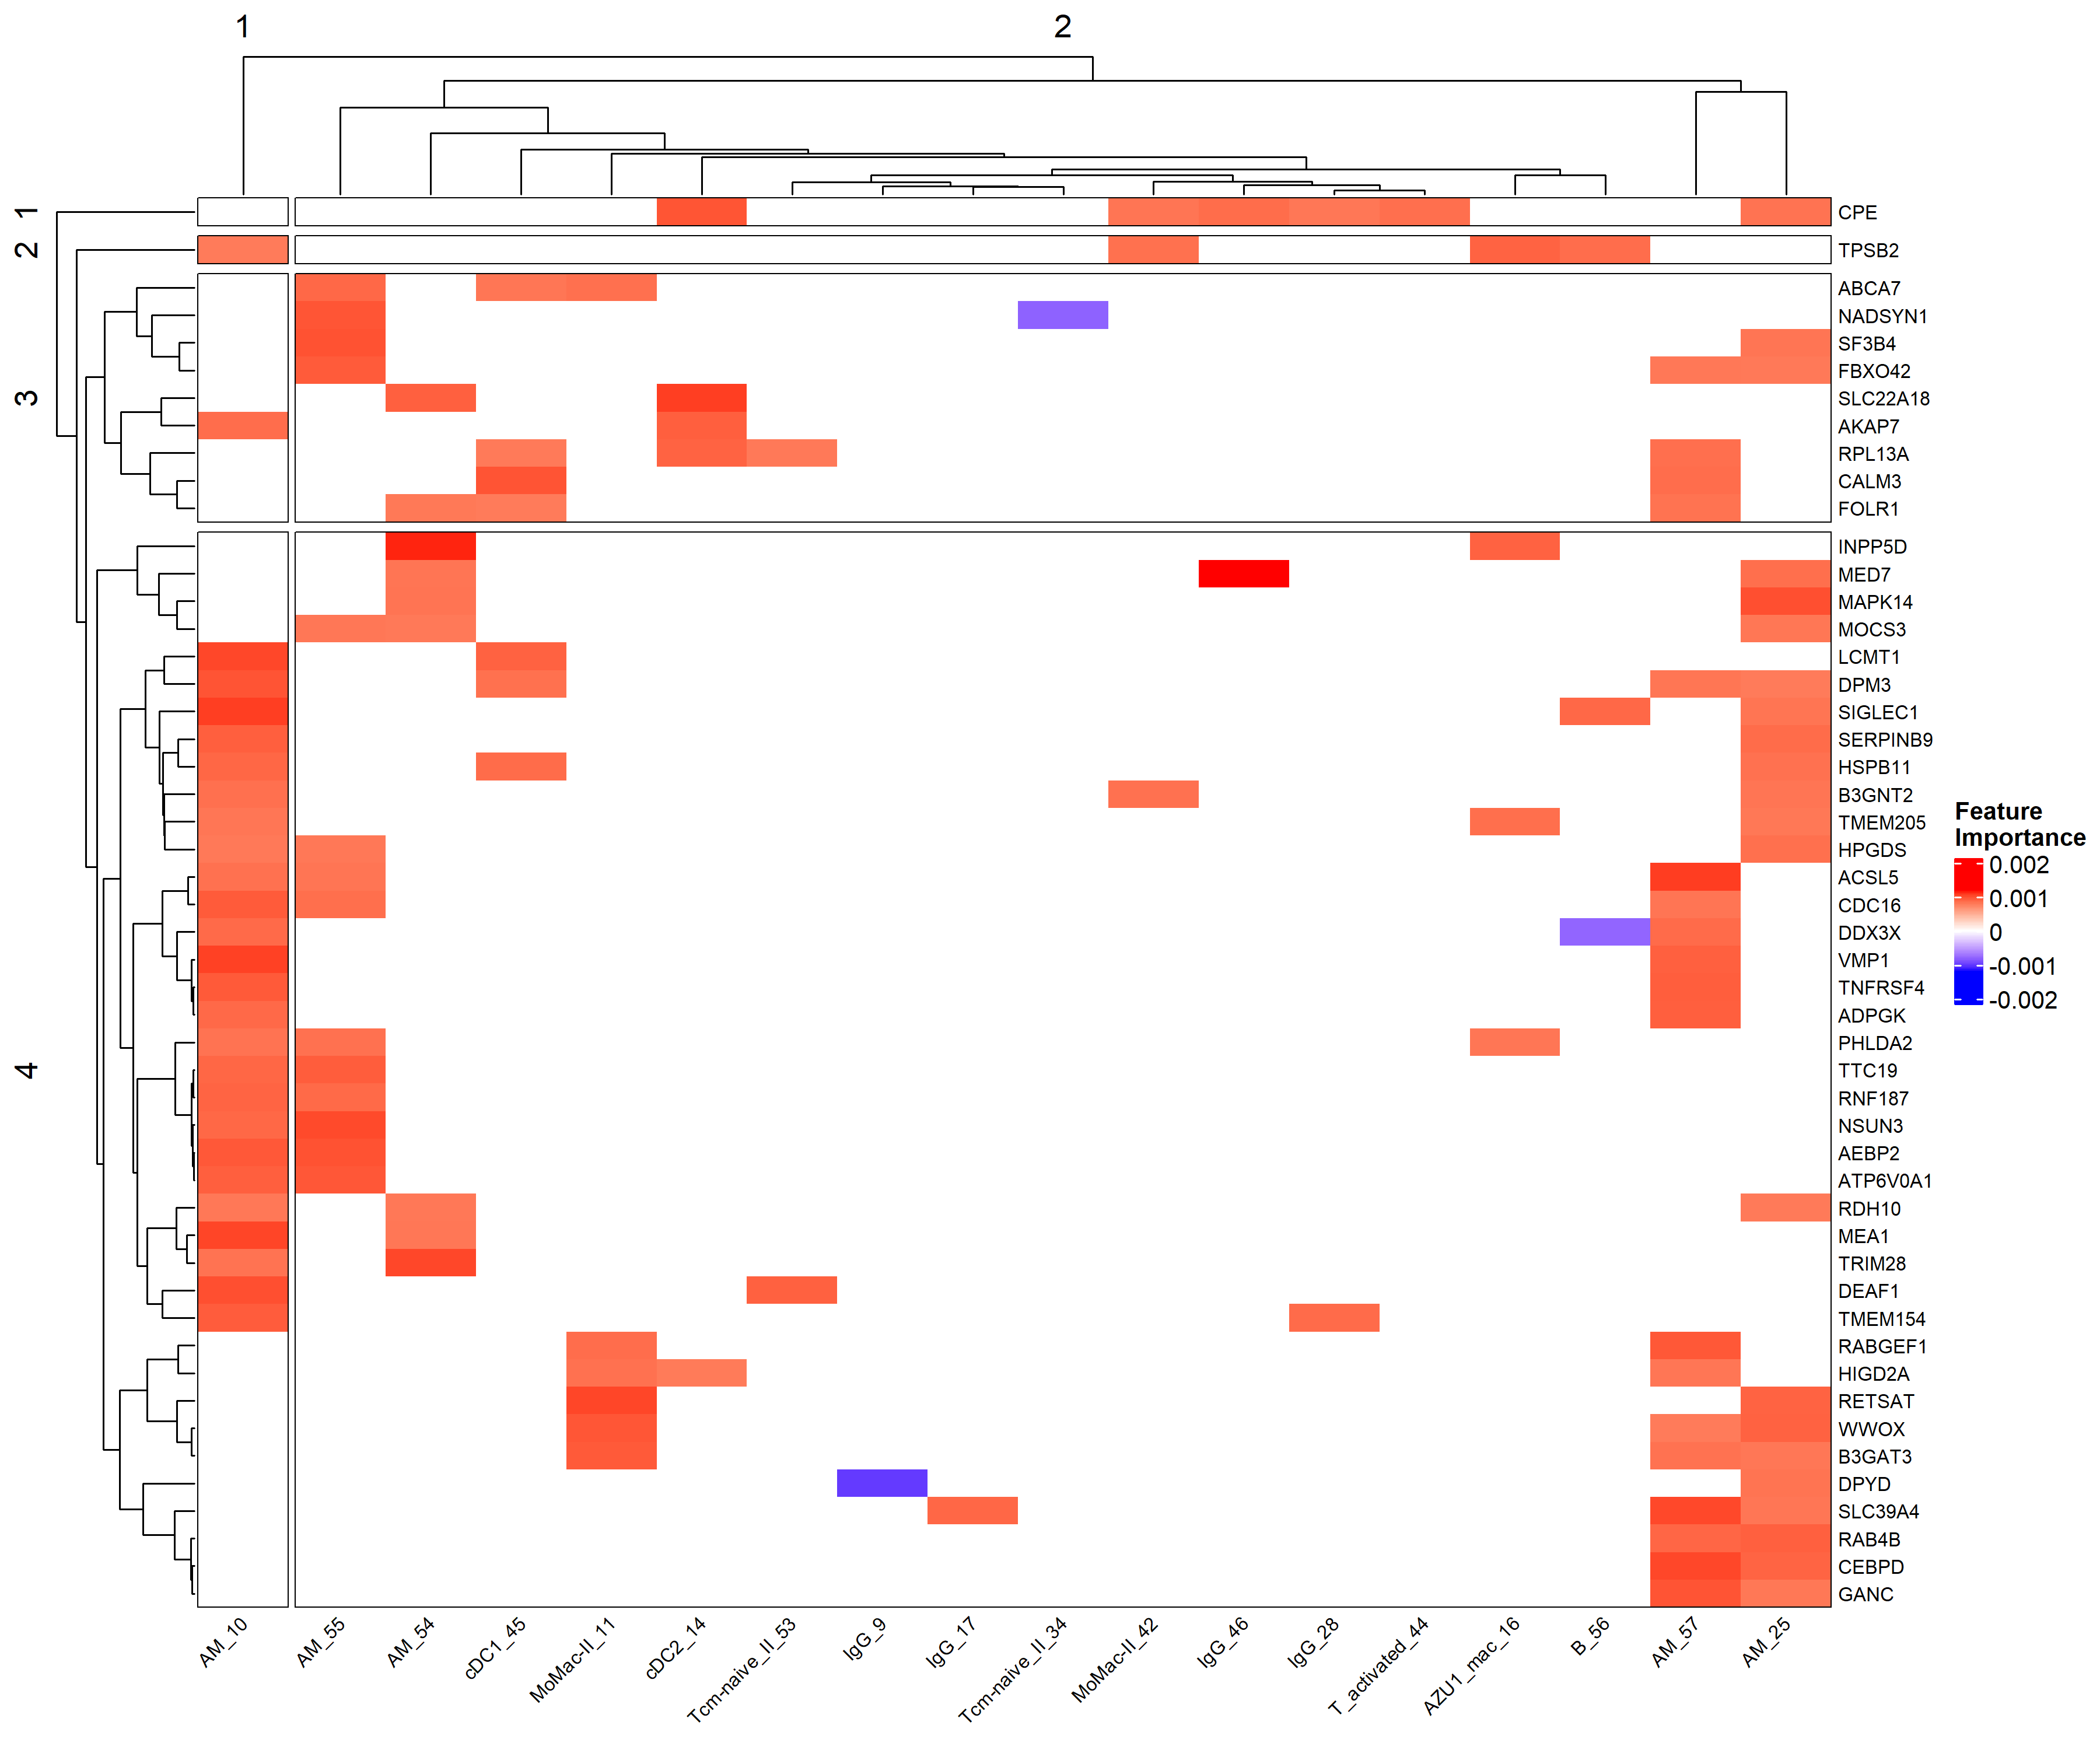 1
2
1
2
3
4
CPE
TPSB2
ABCA7
NADSYN1
SF3B4
FBXO42
SLC22A18
AKAP7
RPL13A
CALM3
FOLR1
INPP5D
MED7
MAPK14
MOCS3
LCMT1
DPM3
SIGLEC1
SERPINB9
HSPB11
B3GNT2
TMEM205
HPGDS
ACSL5
CDC16
DDX3X
VMP1
TNFRSF4
ADPGK
PHLDA2
TTC19
RNF187
NSUN3
AEBP2
ATP6V0A1
RDH10
MEA1
TRIM28
DEAF1
TMEM154
RABGEF1
HIGD2A
RETSAT
WWOX
B3GAT3
DPYD
SLC39A4
RAB4B
CEBPD
GANC
Feature
Importance
0.002
0.001
0
-0.001
-0.002
AM_10
AM_55
AM_54
cDC1_45
MoMac-II_11
cDC2_14
Tcm-naive_II_53
IgG_9
IgG_17
Tcm-naive_II_34
MoMac-II_42
IgG_46
IgG_28
T_activated_44
AZU1_mac_16
B_56
AM_57
AM_25